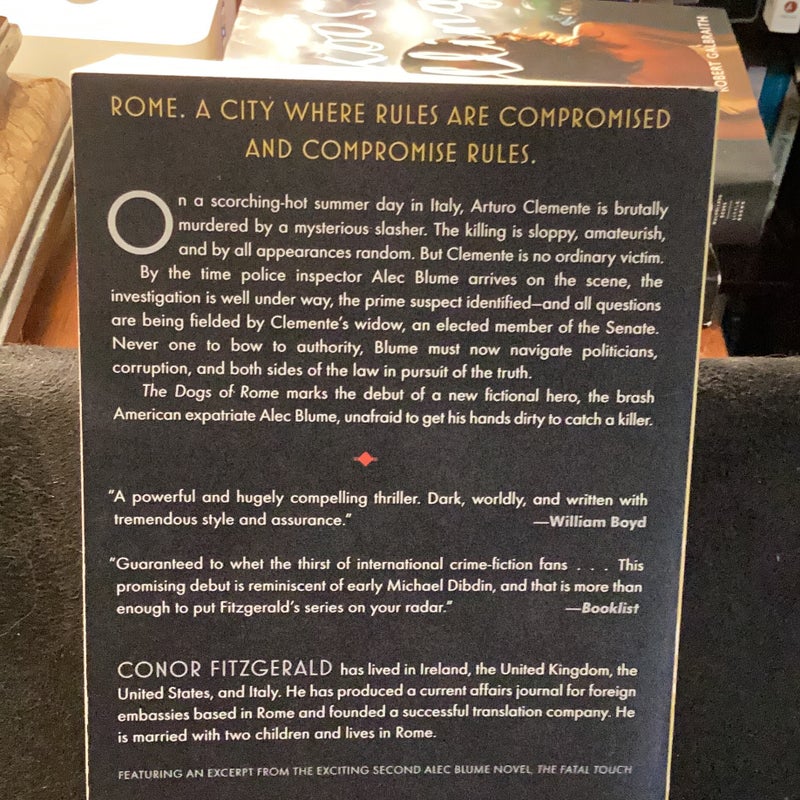 ROBERT GALBRAITH
ROME. A CITY WHERE RULES ARE COMPROMISED
AND COMPROMISE RULES.
On a scorching-hot summer day in Italy, Arturo Clemente is brutally
murdered by a mysterious slasher. The killing is sloppy, amateurish,
and by all appearances random. But Clemente is no ordinary victim.
By the time police inspector Alec Blume arrives on the scene, the
investigation is well under way, the prime suspect identified—and all questions
are being fielded by Clemente's widow, an elected member of the Senate.
Never one to bow to authority, Blume must now navigate politicians,
corruption, and both sides of the law in pursuit of the truth.
The Dogs of Rome marks the debut of a new fictional hero, the brash
American expatriate Alec Blume, unafraid to get his hands dirty to catch a killer.
"A powerful and hugely compelling thriller. Dark, worldly, and written with
tremendous style and assurance." —William Boyd
"Guaranteed to whet the thirst of international crime-fiction fans . . . This
promising debut is reminiscent of early Michael Dibdin, and that is more than
enough to put Fitzgerald's series on your radar." —Booklist
CONOR FITZGERALD has lived in Ireland, the United Kingdom, the
United States, and Italy. He has produced a current affairs journal for foreign
embassies based in Rome and founded a successful translation company. He
is married with two children and lives in Rome.
FEATURING AN EXCERPT FROM THE EXCITING SECOND ALEC BLUME NOVEL, THE FATAL TOUCH